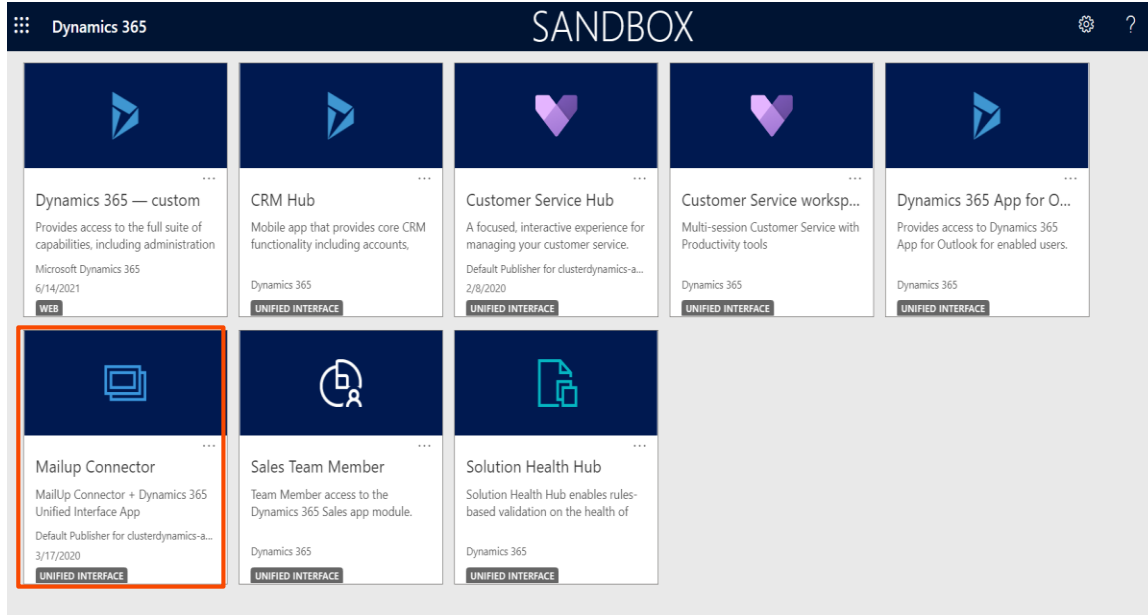 Dynamics 365
SANDBOX
?
...
Dynamics 365 — custom
Provides access to the full suite of
capabilities, including administration
Microsoft Dynamics 365
6/14/2021
WEB
...
CRM Hub
Mobile app that provides core CRM
functionality including accounts,
Dynamics 365
UNIFIED INTERFACE
...
Customer Service Hub
A focused, interactive experience for
managing your customer service.
Default Publisher for clusterdynamics-a...
2/8/2020
UNIFIED INTERFACE
...
Customer Service worksp...
Multi-session Customer Service with
Productivity tools
Dynamics 365
UNIFIED INTERFACE
...
Dynamics 365 App for O...
Provides access to Dynamics 365
App for Outlook for enabled users.
Dynamics 365
UNIFIED INTERFACE
...
Mailup Connector
MailUp Connector + Dynamics 365
Unified Interface App
Default Publisher for clusterdynamics-a...
3/17/2020
UNIFIED INTERFACE
...
Sales Team Member
Team Member access to the
Dynamics 365 Sales app module.
Dynamics 365
UNIFIED INTERFACE
...
Solution Health Hub
Solution Health Hub enables rules-
based validation on the health of
Dynamics 365
UNIFIED INTERFACE